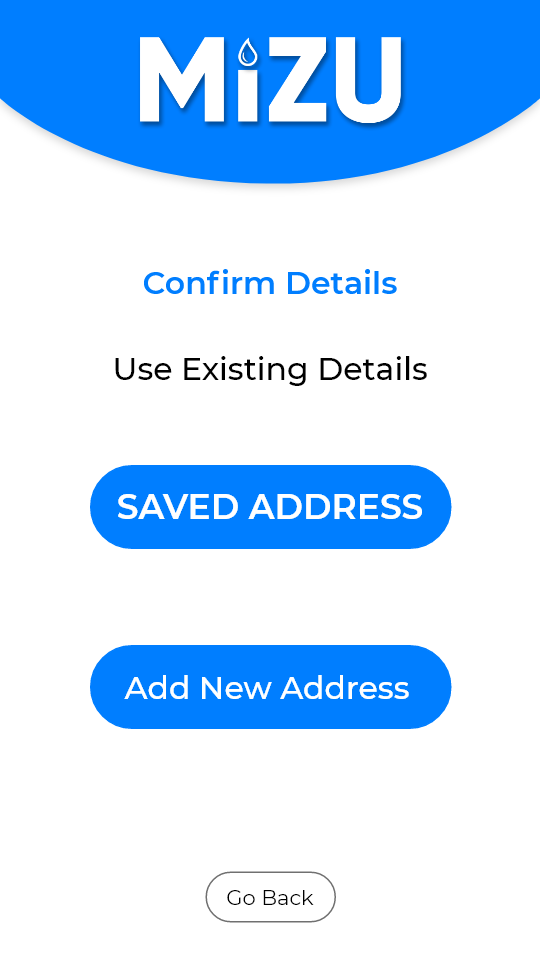 MiZU
Confirm Details
Use Existing Details
SAVED ADDRESS
Add New Address
Go Back